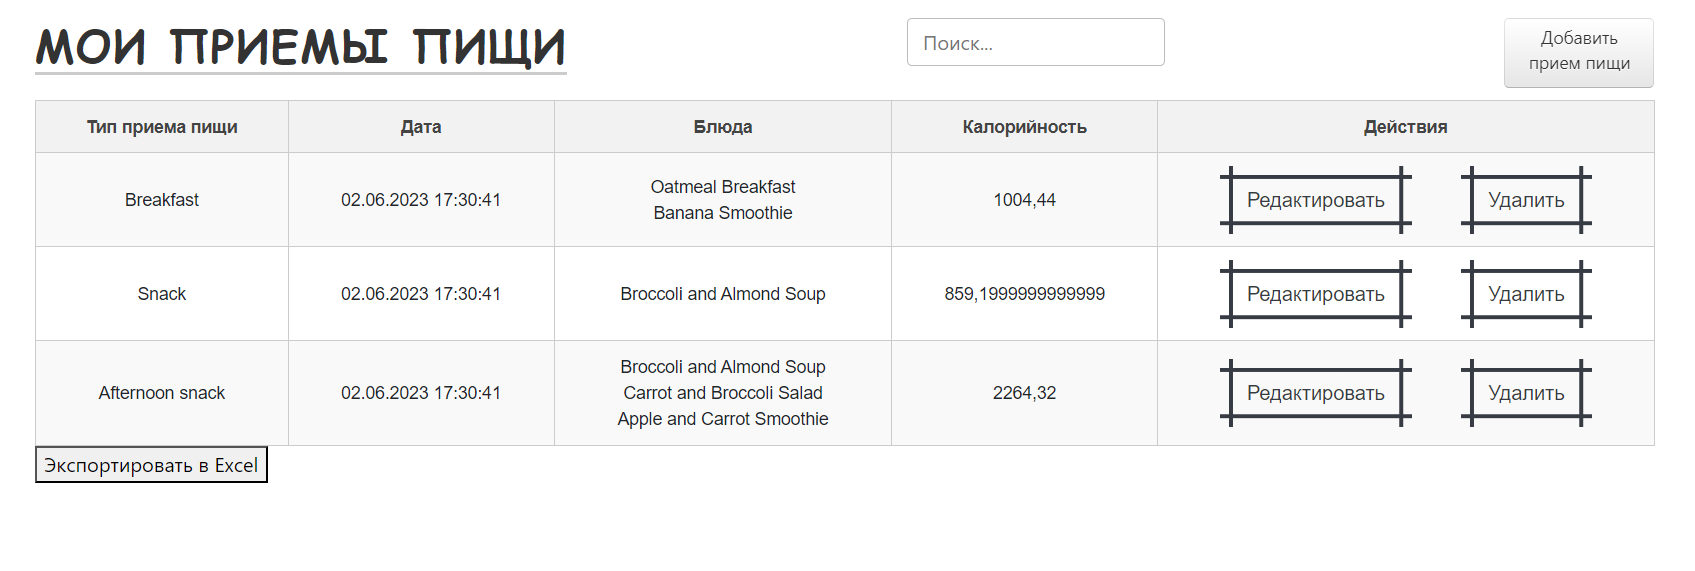 МОИ ПРИЕМЫ ПИЩИ
Поиск...
Добавить
прием пищи
Тип приема пищи Дата Блюда Калорийность Действия
Breakfast 02.06.2023 17:30:41 Oatmeal Breakfast 1004,44 Редактировать Удалить
Banana Smoothie
Snack 02.06.2023 17:30:41 Broccoli and Almond Soup 859,1999999999999 Редактировать Удалить
Broccoli and Almond Soup
Afternoon snack 02.06.2023 17:30:41 Carrot and Broccoli Salad 2264,32 Редактировать Удалить
Apple and Carrot Smoothie
Экспортировать в Excel